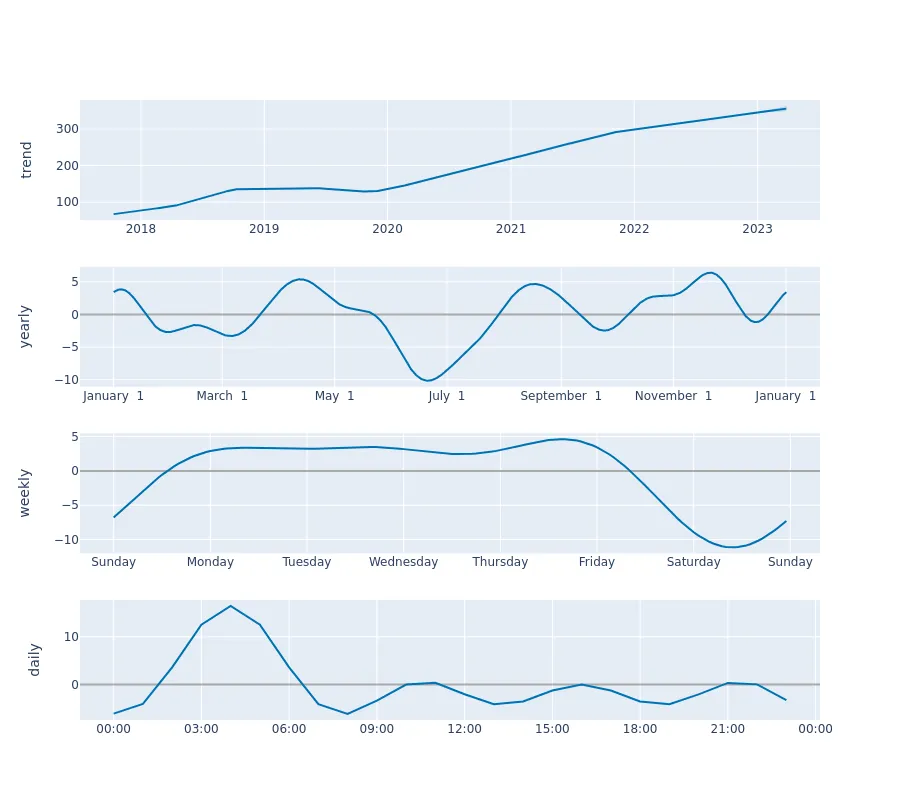 trend
300
200
100
2018 2019 2020 2021 2022 2023
yearly
5
0
−5
−10
January 1 March 1 May 1 July 1 September 1 November 1 January 1
weekly
5
0
−5
−10
Sunday Monday Tuesday Wednesday Thursday Friday Saturday Sunday
daily
10
0
00:00 03:00 06:00 09:00 12:00 15:00 18:00 21:00 00:00